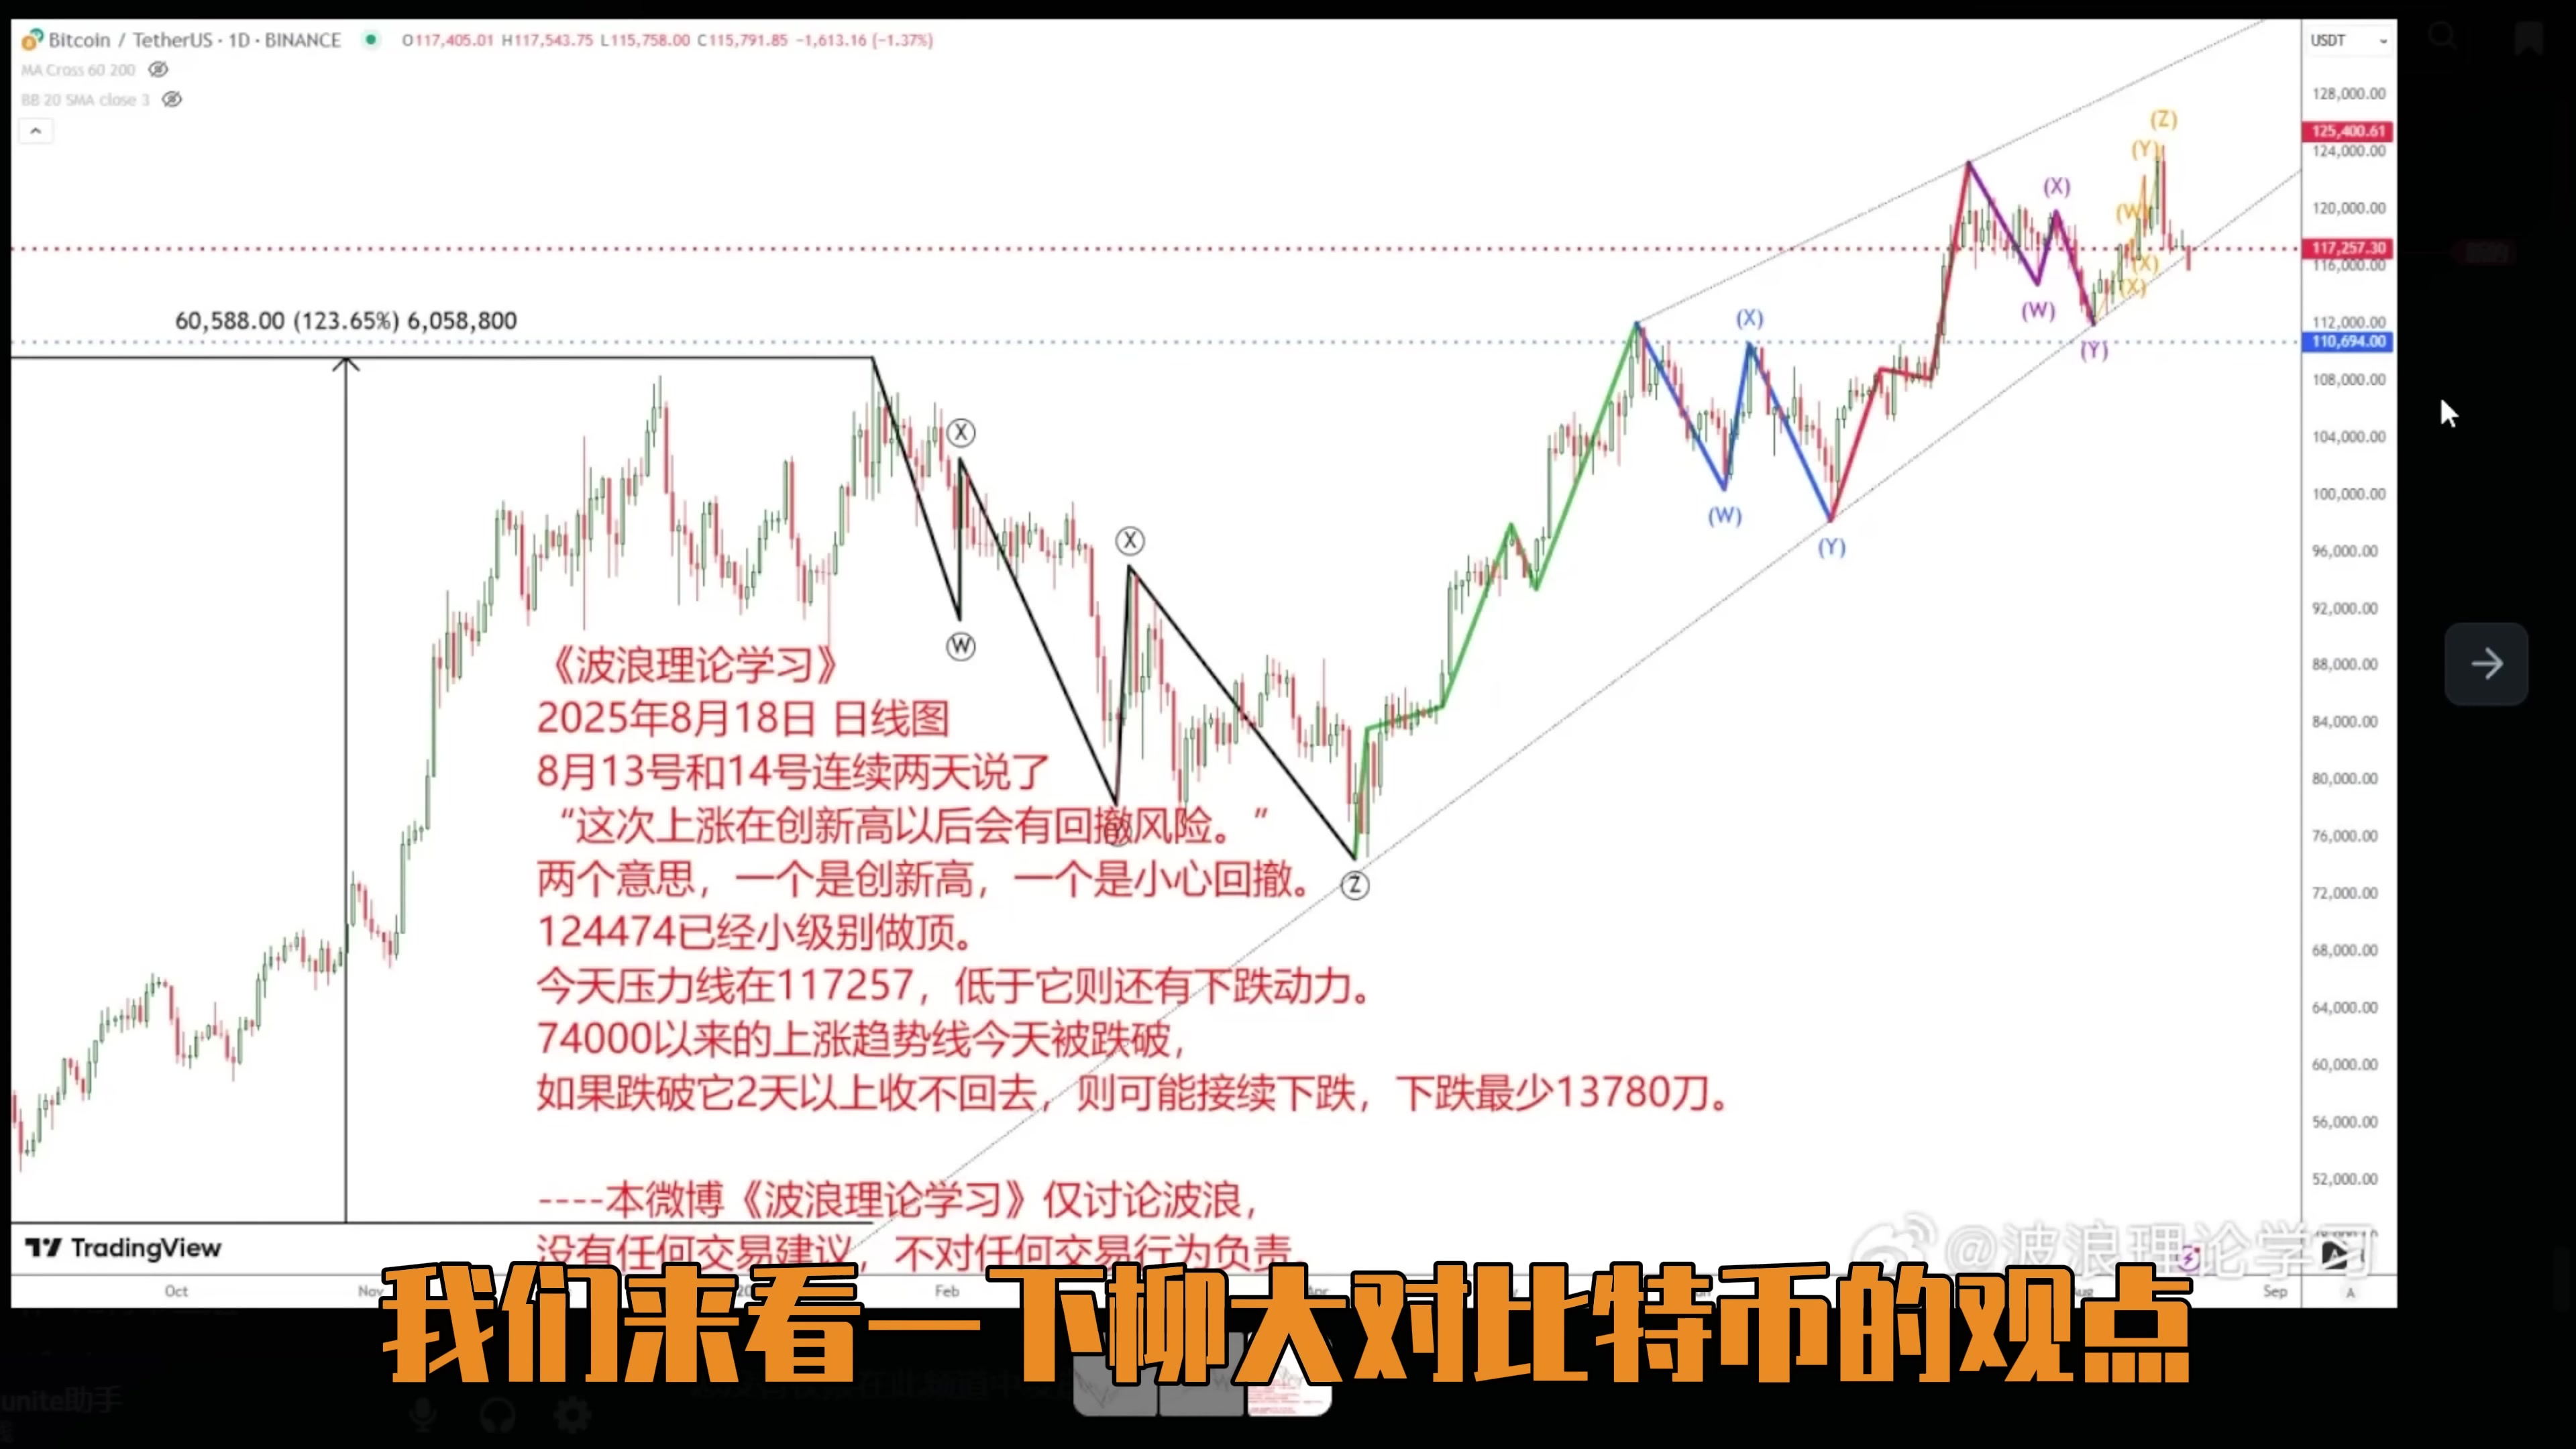 Bitcoin / TetherUS · 1D · BINANCE O117,405.01 H117,543.75 L115,758.00 C115,791.85 −1,613.16 (−1.37%)
USDT
MA Cross 60 200
BB 20 SMA close 3
128,000.00
125,400.61
124,000.00
120,000.00
117,257.30
116,000.00
112,000.00
110,694.00
108,000.00
104,000.00
100,000.00
96,000.00
92,000.00
88,000.00
84,000.00
80,000.00
76,000.00
72,000.00
68,000.00
64,000.00
60,000.00
56,000.00
52,000.00
60,588.00 (123.65%) 6,058,800
(Z)
(Y)
(X)
(W)
(X)
(X)
(W)
(Y)
(X)
(W)
(Y)
X
W
X
Z
《波浪理论学习》
2025年8月18日 日线图
8月13号和14号连续两天说了
“这次上涨在创新高以后会有回撤风险。”
两个意思，一个是创新高，一个是小心回撤。
124474已经小级别做顶。
今天压力线在117257，低于它则还有下跌动力。
74000以来的上涨趋势线今天被跌破，
如果跌破它2天以上收不回去，则可能接续下跌，下跌最少13780刀。
----本微博《波浪理论学习》仅讨论波浪，
没有任何交易建议，不对任何交易行为负责
TradingView
@波浪理论学习
Oct
Nov
Feb
Apr
Aug
Sep
A
我们来看一下柳大对比特币的观点
unite助手